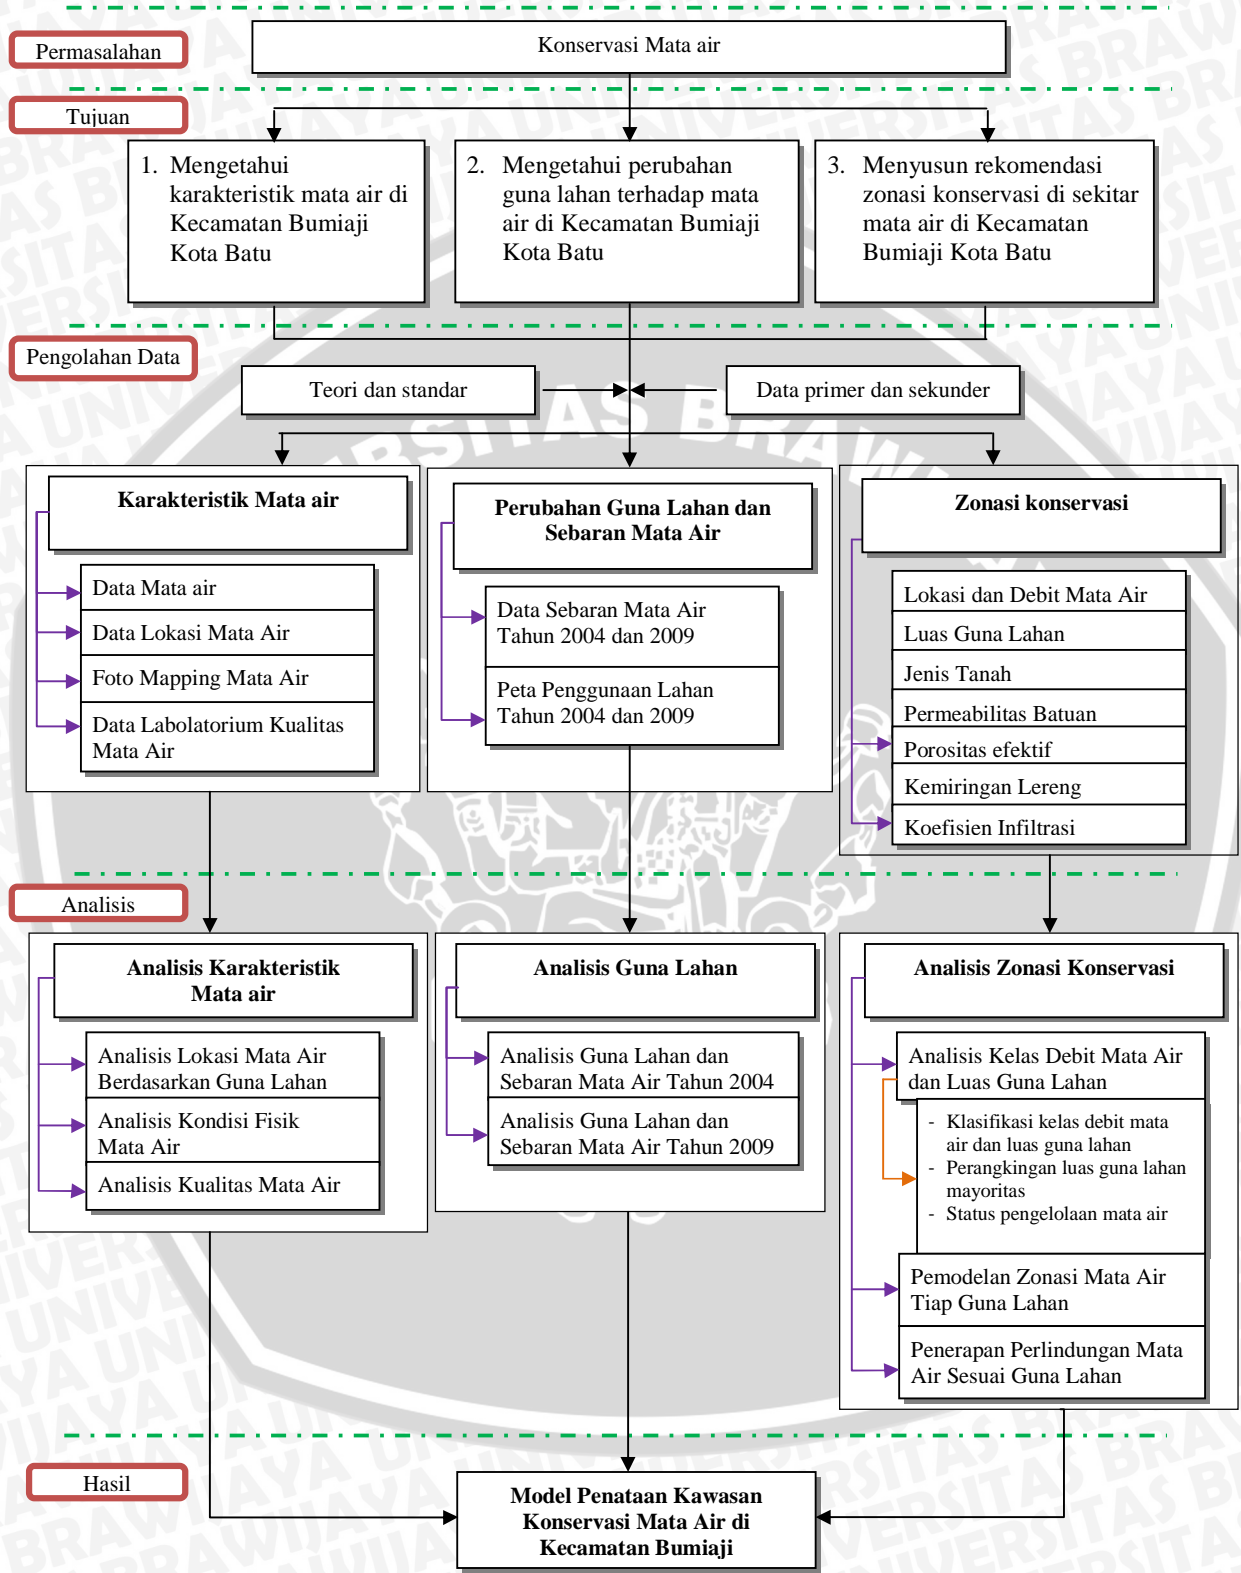 Permasalahan
Konservasi Mata air
Tujuan
1. Mengetahui
karakteristik mata air di
Kecamatan Bumiaji
Kota Batu
2. Mengetahui perubahan
guna lahan terhadap mata
air di Kecamatan Bumiaji
Kota Batu
3. Menyusun rekomendasi
zonasi konservasi di sekitar
mata air di Kecamatan
Bumiaji Kota Batu
Pengolahan Data
Teori dan standar
Data primer dan sekunder
Karakteristik Mata air
Data Mata air
Data Lokasi Mata Air
Foto Mapping Mata Air
Data Labolatorium Kualitas
Mata Air
Perubahan Guna Lahan dan
Sebaran Mata Air
Data Sebaran Mata Air
Tahun 2004 dan 2009
Peta Penggunaan Lahan
Tahun 2004 dan 2009
Zonasi konservasi
Lokasi dan Debit Mata Air
Luas Guna Lahan
Jenis Tanah
Permeabilitas Batuan
Porositas efektif
Kemiringan Lereng
Koefisien Infiltrasi
Analisis
Analisis Karakteristik
Mata air
Analisis Lokasi Mata Air
Berdasarkan Guna Lahan
Analisis Kondisi Fisik
Mata Air
Analisis Kualitas Mata Air
Analisis Guna Lahan
Analisis Guna Lahan dan
Sebaran Mata Air Tahun 2004
Analisis Guna Lahan dan
Sebaran Mata Air Tahun 2009
Analisis Zonasi Konservasi
Analisis Kelas Debit Mata Air
dan Luas Guna Lahan
- Klasifikasi kelas debit mata
air dan luas guna lahan
- Perangkingan luas guna lahan
mayoritas
- Status pengelolaan mata air
Pemodelan Zonasi Mata Air
Tiap Guna Lahan
Penerapan Perlindungan Mata
Air Sesuai Guna Lahan
Hasil
Model Penataan Kawasan
Konservasi Mata Air di
Kecamatan Bumiaji